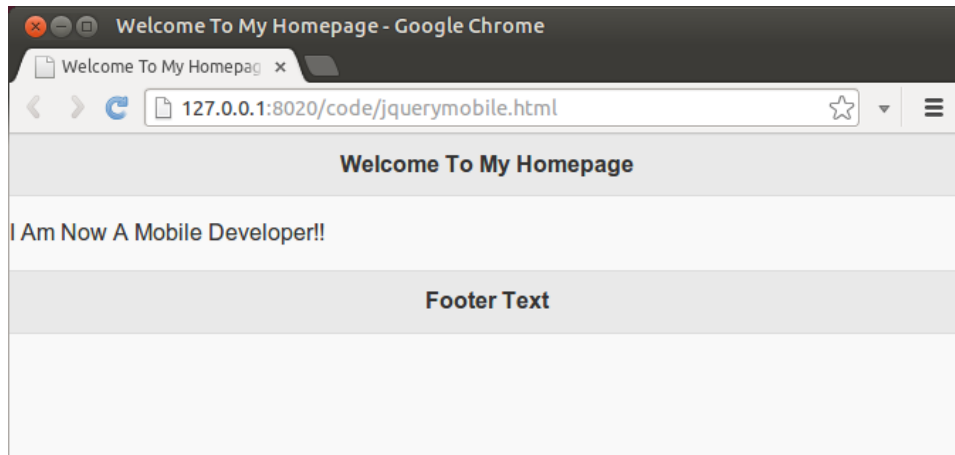 Welcome To My Homepage - Google Chrome
Welcome To My Homepag
127.0.0.1:8020/code/jquerymobile.html
Welcome To My Homepage
I Am Now A Mobile Developer!!
Footer Text